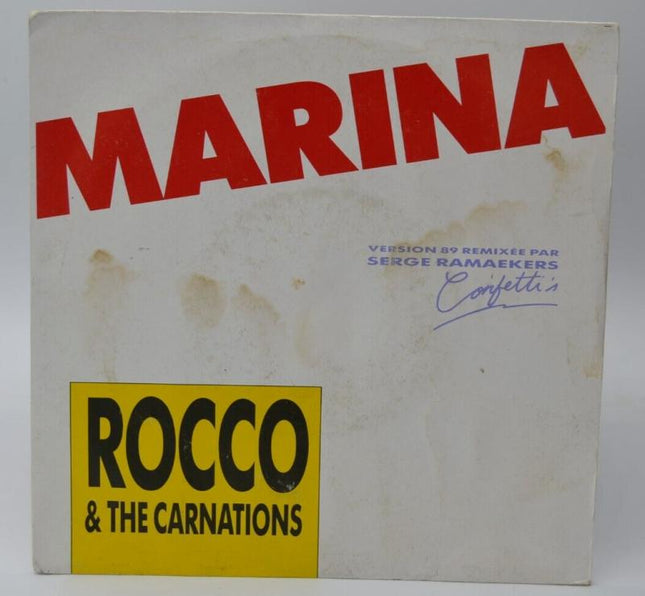 MARINA
VERSION 89 REMIXÉE PAR
SERGE RAMAEKERS
Confetti's
ROCCO
& THE CARNATIONS